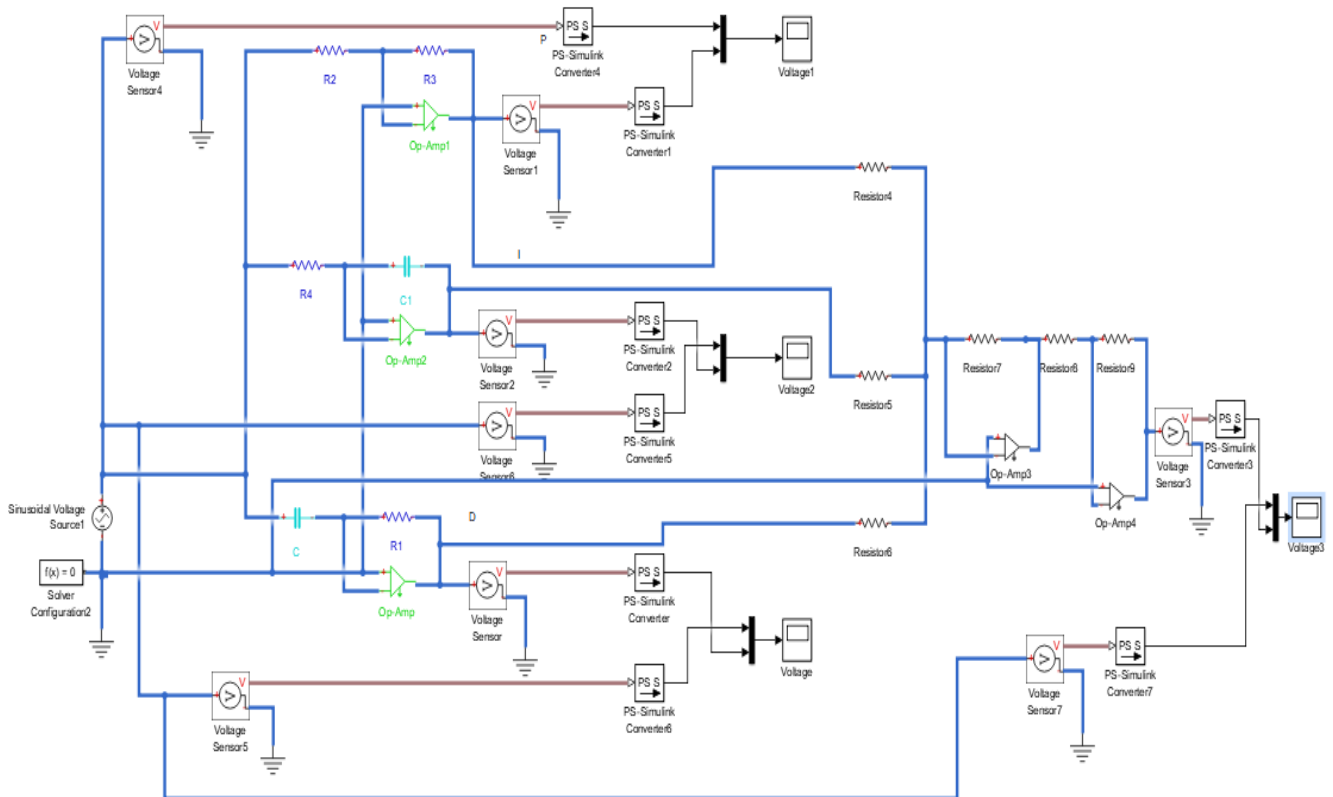 V
Voltage
Sensor4
P
PS S
PS-Simulink
Converter4
Voltage1
R2
R3
Op-Amp1
V
Voltage
Sensor1
PS S
PS-Simulink
Converter1
Resistor4
I
R4
C1
Op-Amp2
V
Voltage
Sensor2
PS S
PS-Simulink
Converter2
Voltage2
Resistor5
V
Voltage
Sensor6
PS S
PS-Simulink
Converter5
Resistor7
Resistor8
Resistor9
Op-Amp3
Op-Amp4
V
Voltage
Sensor3
PS S
PS-Simulink
Converter3
Voltage3
Sinusoidal Voltage
Source1
f(x) = 0
Solver
Configuration2
C
R1
D
Op-Amp
Resistor6
V
Voltage
Sensor
PS S
PS-Simulink
Converter
Voltage
V
Voltage
Sensor5
PS S
PS-Simulink
Converter6
V
Voltage
Sensor7
PS S
PS-Simulink
Converter7